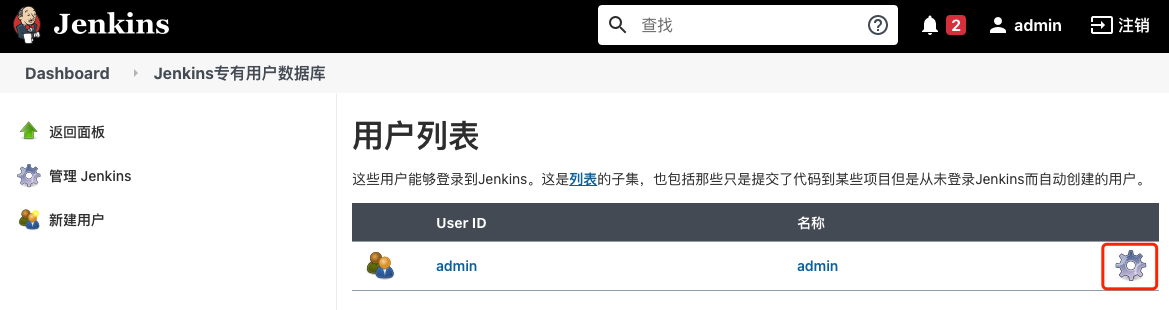 Jenkins
查找
2
admin
注销
Dashboard
Jenkins专有用户数据库
返回面板
管理 Jenkins
新建用户
用户列表
这些用户能够登录到Jenkins。这是列表的子集，也包括那些只是提交了代码到某些项目但是从未登录Jenkins而自动创建的用户。
User ID 名称
admin admin